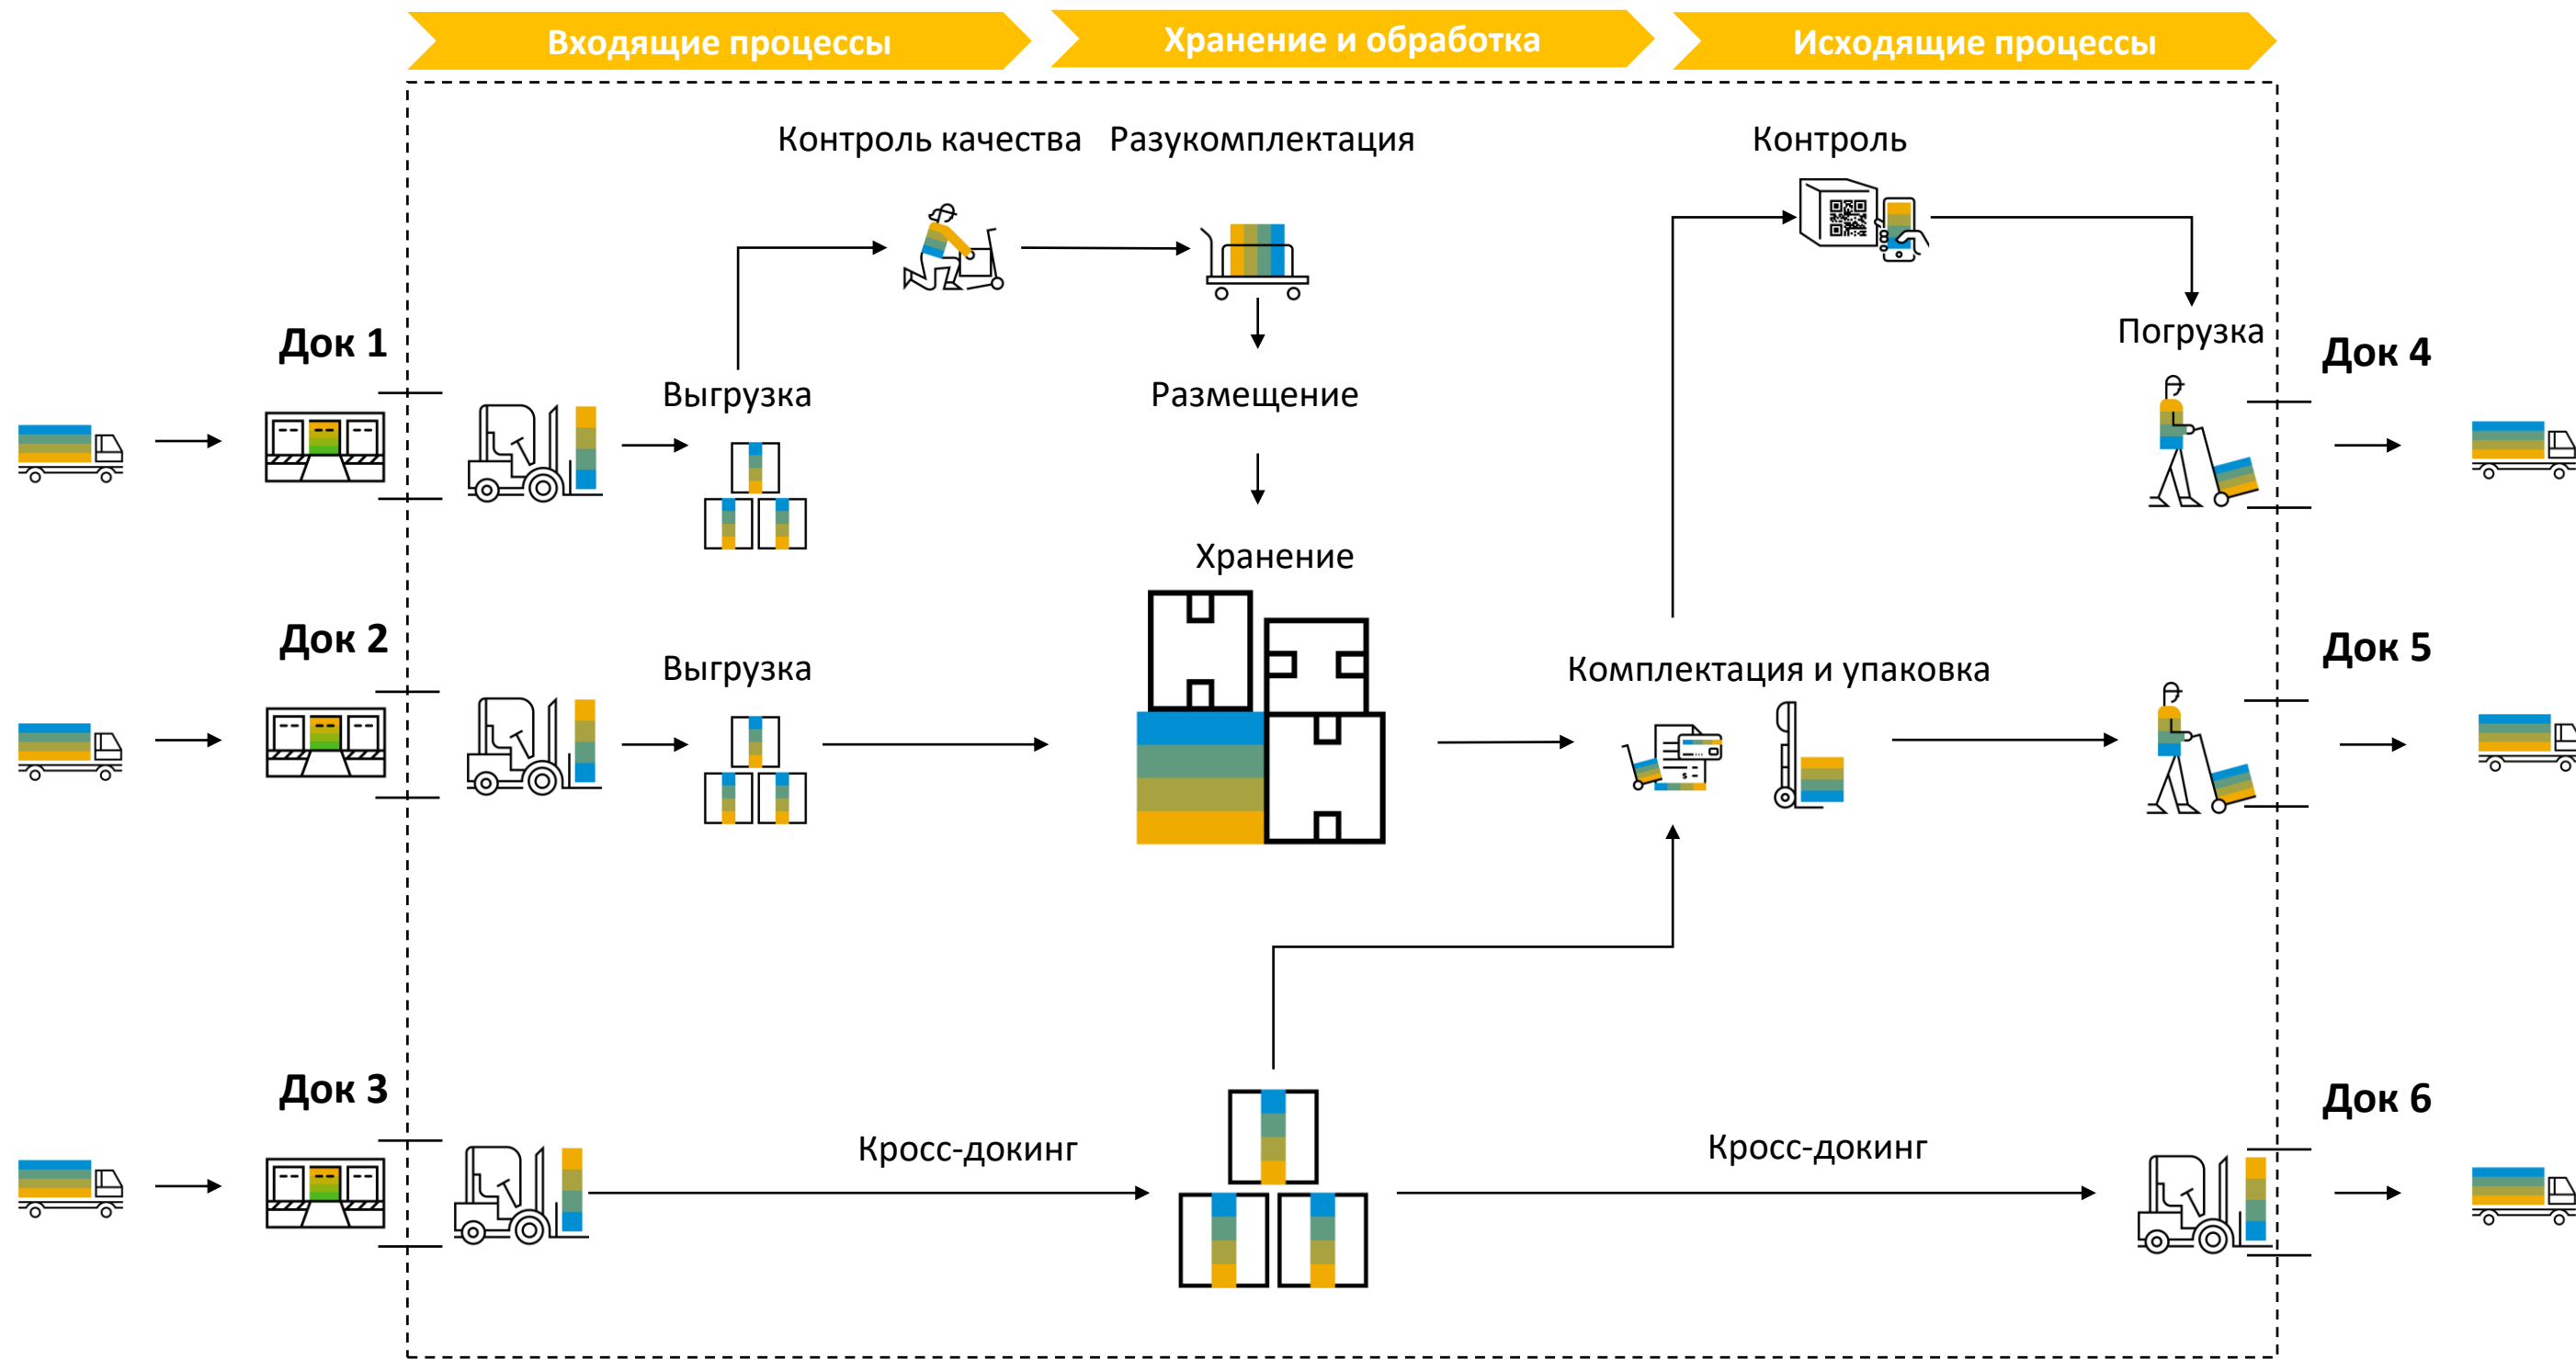 Входящие процессы
Хранение и обработка
Исходящие процессы
Контроль качества
Разукомплектация
Контроль
Док 1
Погрузка
Док 4
Выгрузка
Размещение
Хранение
Док 2
Выгрузка
Комплектация и упаковка
Док 5
Док 3
Кросс-докинг
Кросс-докинг
Док 6